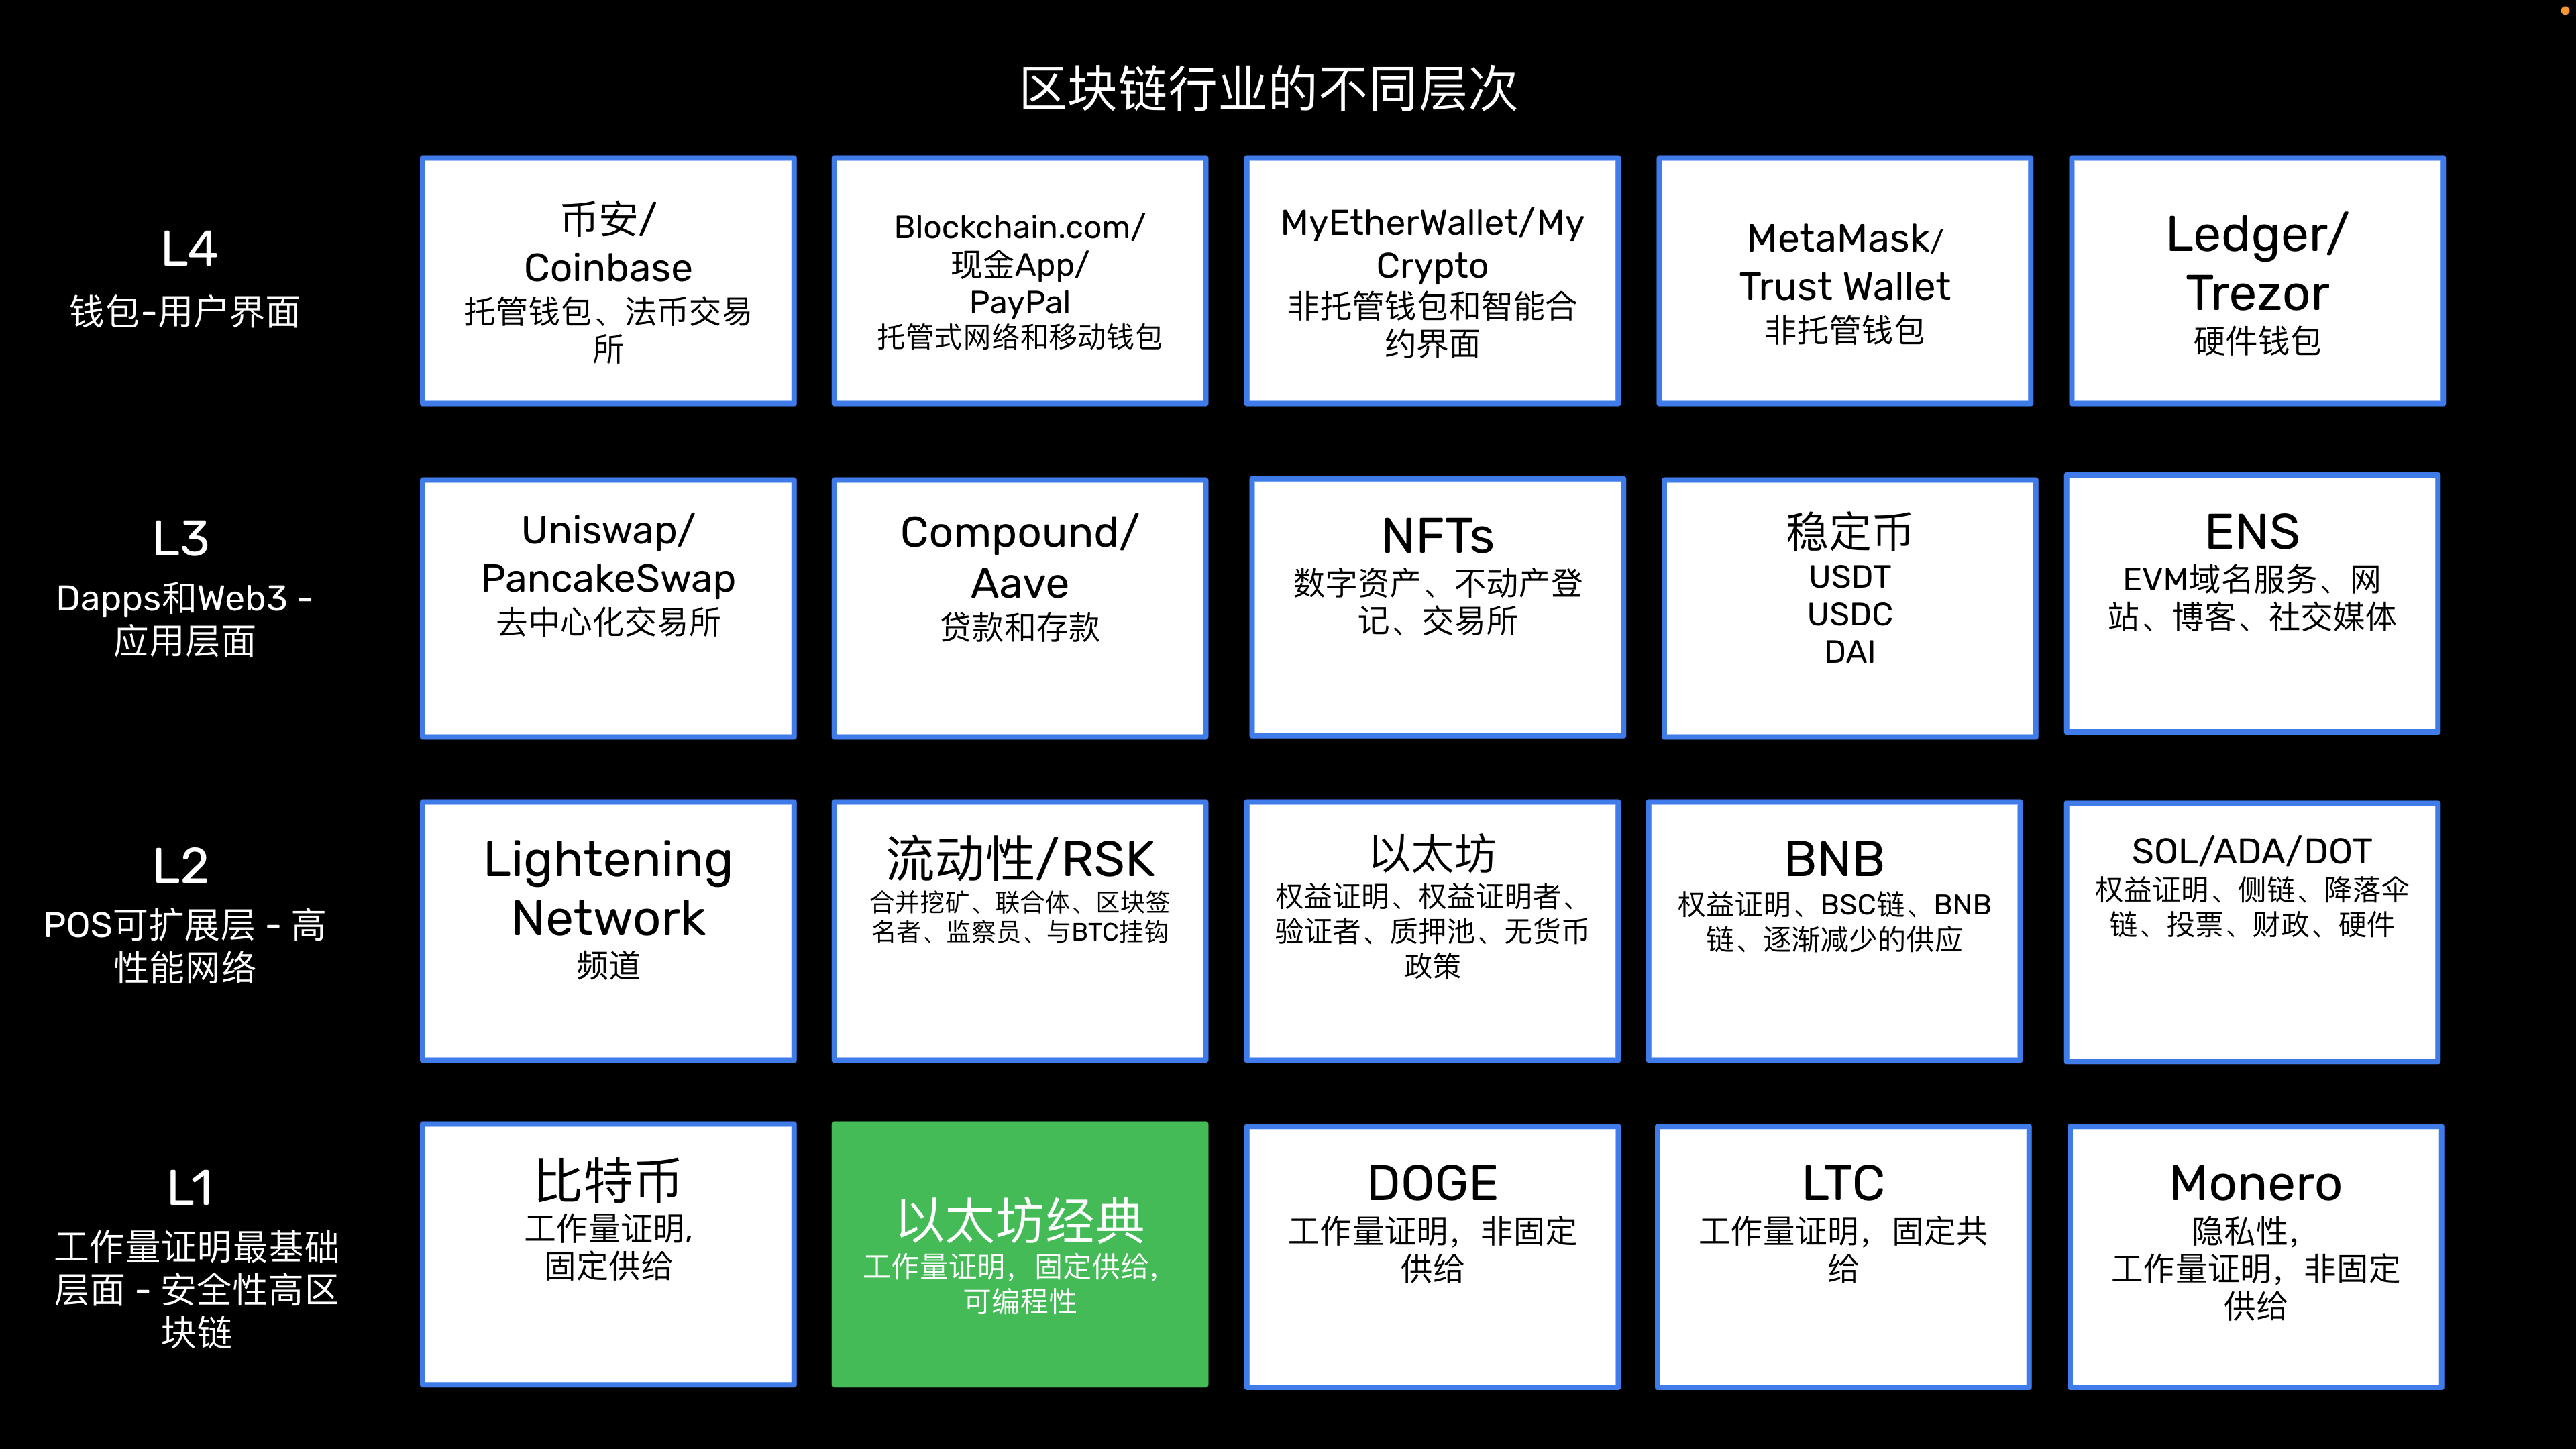 区块链行业的不同层次
L4
钱包-用户界面
币安/
Coinbase
托管钱包、法币交易
所
Blockchain.com/
现金App/
PayPal
托管式网络和移动钱包
MyEtherWallet/My
Crypto
非托管钱包和智能合
约界面
MetaMask/
Trust Wallet
非托管钱包
Ledger/
Trezor
硬件钱包
L3
Dapps和Web3 -
应用层面
Uniswap/
PancakeSwap
去中心化交易所
Compound/
Aave
贷款和存款
NFTs
数字资产、不动产登
记、交易所
稳定币
USDT
USDC
DAI
ENS
EVM域名服务、网
站、博客、社交媒体
L2
POS可扩展层 - 高
性能网络
Lightening
Network
频道
流动性/RSK
合并挖矿、联合体、区块签
名者、监察员、与BTC挂钩
以太坊
权益证明、权益证明者、
验证者、质押池、无货币
政策
BNB
权益证明、BSC链、BNB
链、逐渐减少的供应
SOL/ADA/DOT
权益证明、侧链、降落伞
链、投票、财政、硬件
L1
工作量证明最基础
层面 - 安全性高区
块链
比特币
工作量证明,
固定供给
以太坊经典
工作量证明，固定供给，
可编程性
DOGE
工作量证明，非固定
供给
LTC
工作量证明，固定共
给
Monero
隐私性，
工作量证明，非固定
供给